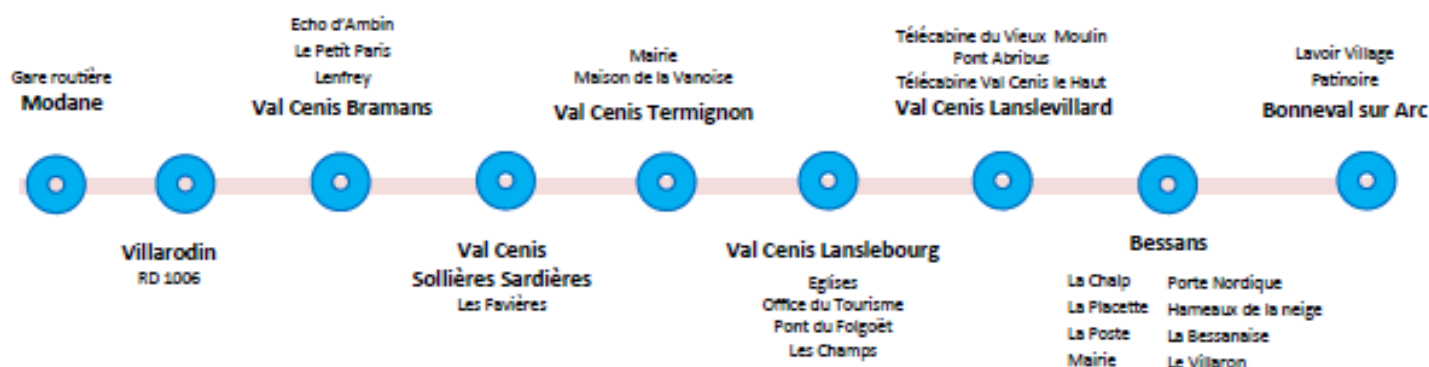 Gare routière
Modane
Villarodin
RD 1006
Echo d'Ambin
Le Petit Paris
Lenfrey
Val Cenis Bramans
Val Cenis
Sollières Sardières
Les Favières
Mairie
Maison de la Vanoise
Val Cenis Termignon
Val Cenis Lanslebourg
Eglises
Office du Tourisme
Pont du Folgoët
Les Champs
Télécabine du Vieux Moulin
Pont Abribus
Télécabine Val Cenis le Haut
Val Cenis Lanslevillard
Bessans
La Chalp Porte Nordique
La Placette Hameaux de la neige
La Poste La Bessanaise
Mairie Le Villaron
Lavoir Village
Patinoire
Bonneval sur Arc